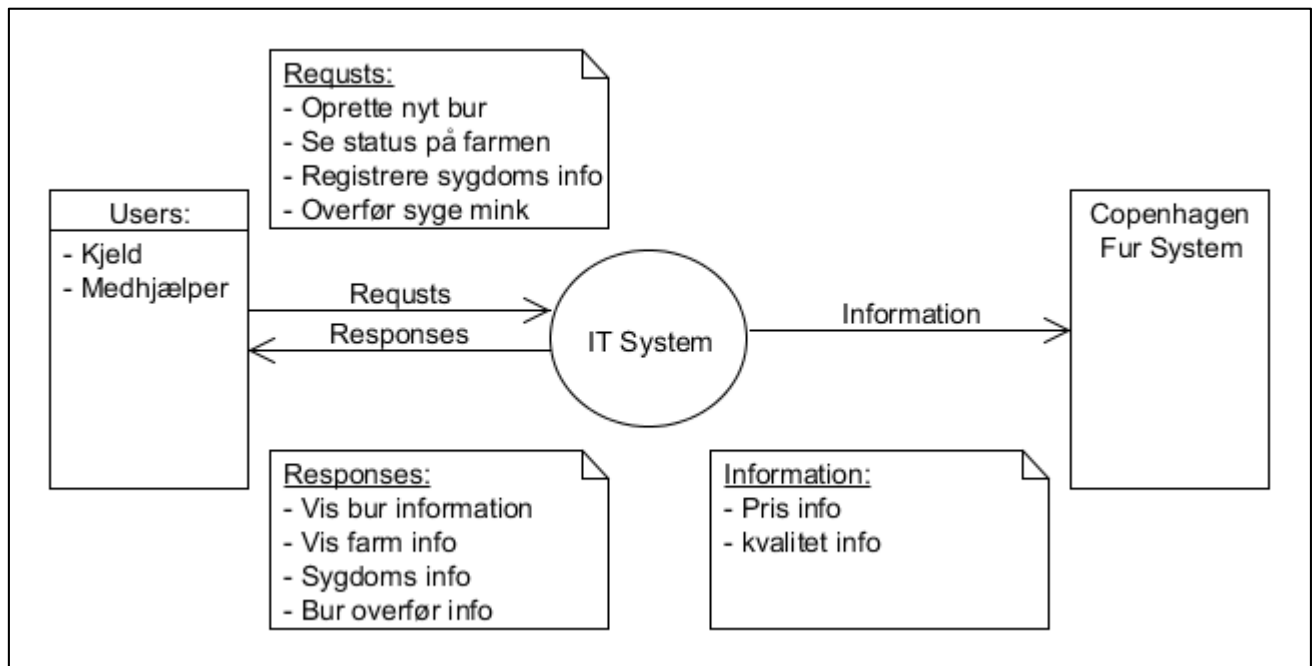 Requsts:
- Oprette nyt bur
- Se status på farmen
- Registrere sygdoms info
- Overfør syge mink
Users:
- Kjeld
- Medhjælper
Requsts
Responses
IT System
Information
Copenhagen
Fur System
Responses:
- Vis bur information
- Vis farm info
- Sygdoms info
- Bur overfør info
Information:
- Pris info
- kvalitet info